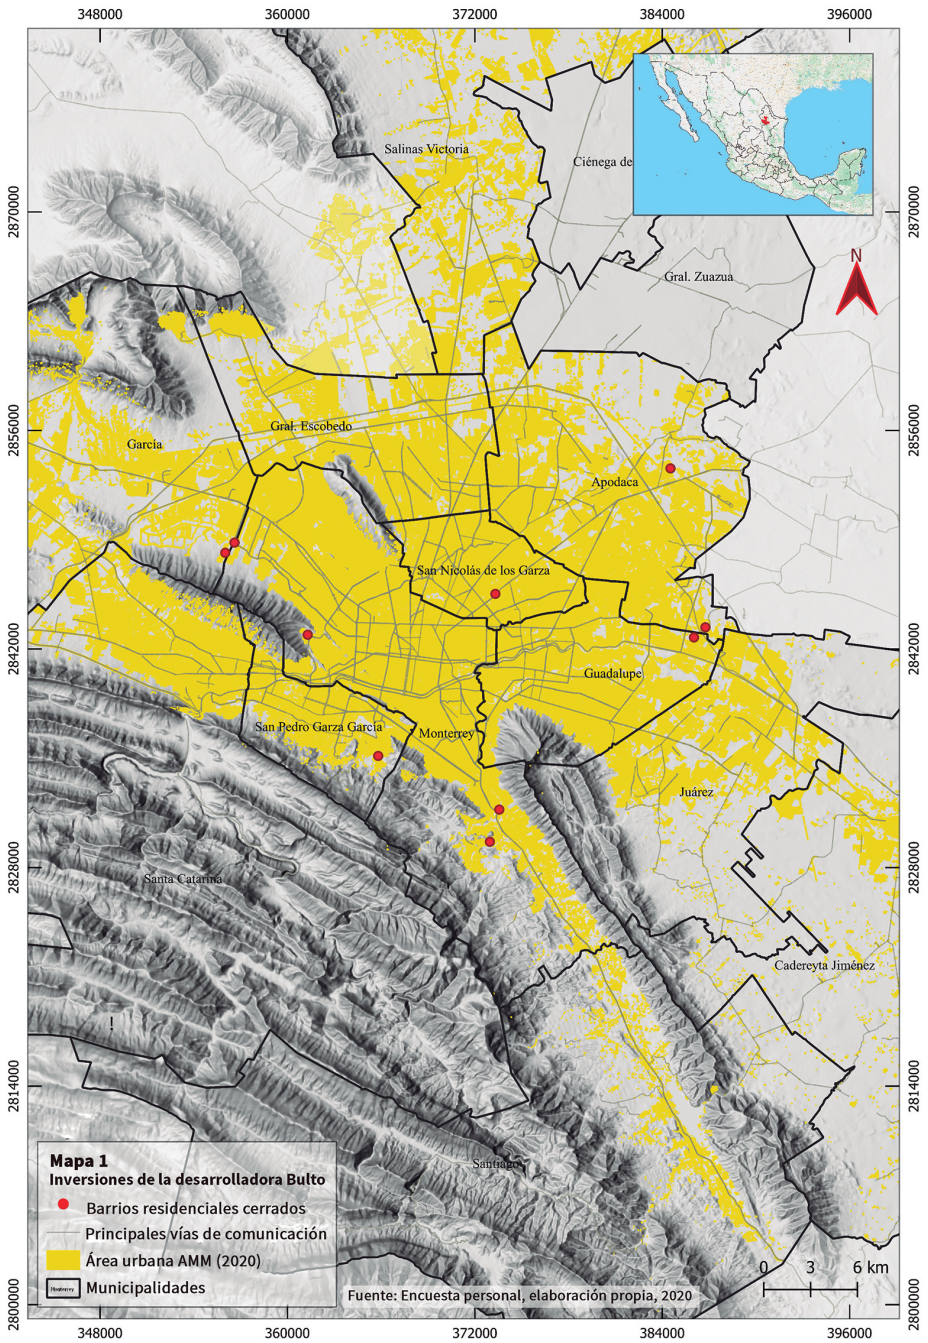 348000
360000
372000
384000
396000
2870000
2870000
Salinas Victoria
Ciénega de
Gral. Zuazua
N
2856000
2856000
García
Gral. Escobedo
Apodaca
San Nicolás de los Garza
2842000
2842000
Guadalupe
San Pedro Garza García
Monterrey
Juárez
2828000
2828000
Santa Catarina
Cadereyta Jiménez
!
2814000
2814000
Santiago
Mapa 1
Inversiones de la desarrolladora Bulto
Barrios residenciales cerrados
Principales vías de comunicación
Área urbana AMM (2020)
Monterrey
Municipalidades
0 3 6 km
Fuente: Encuesta personal, elaboración propia, 2020
2800000
2800000
348000
360000
372000
384000
396000